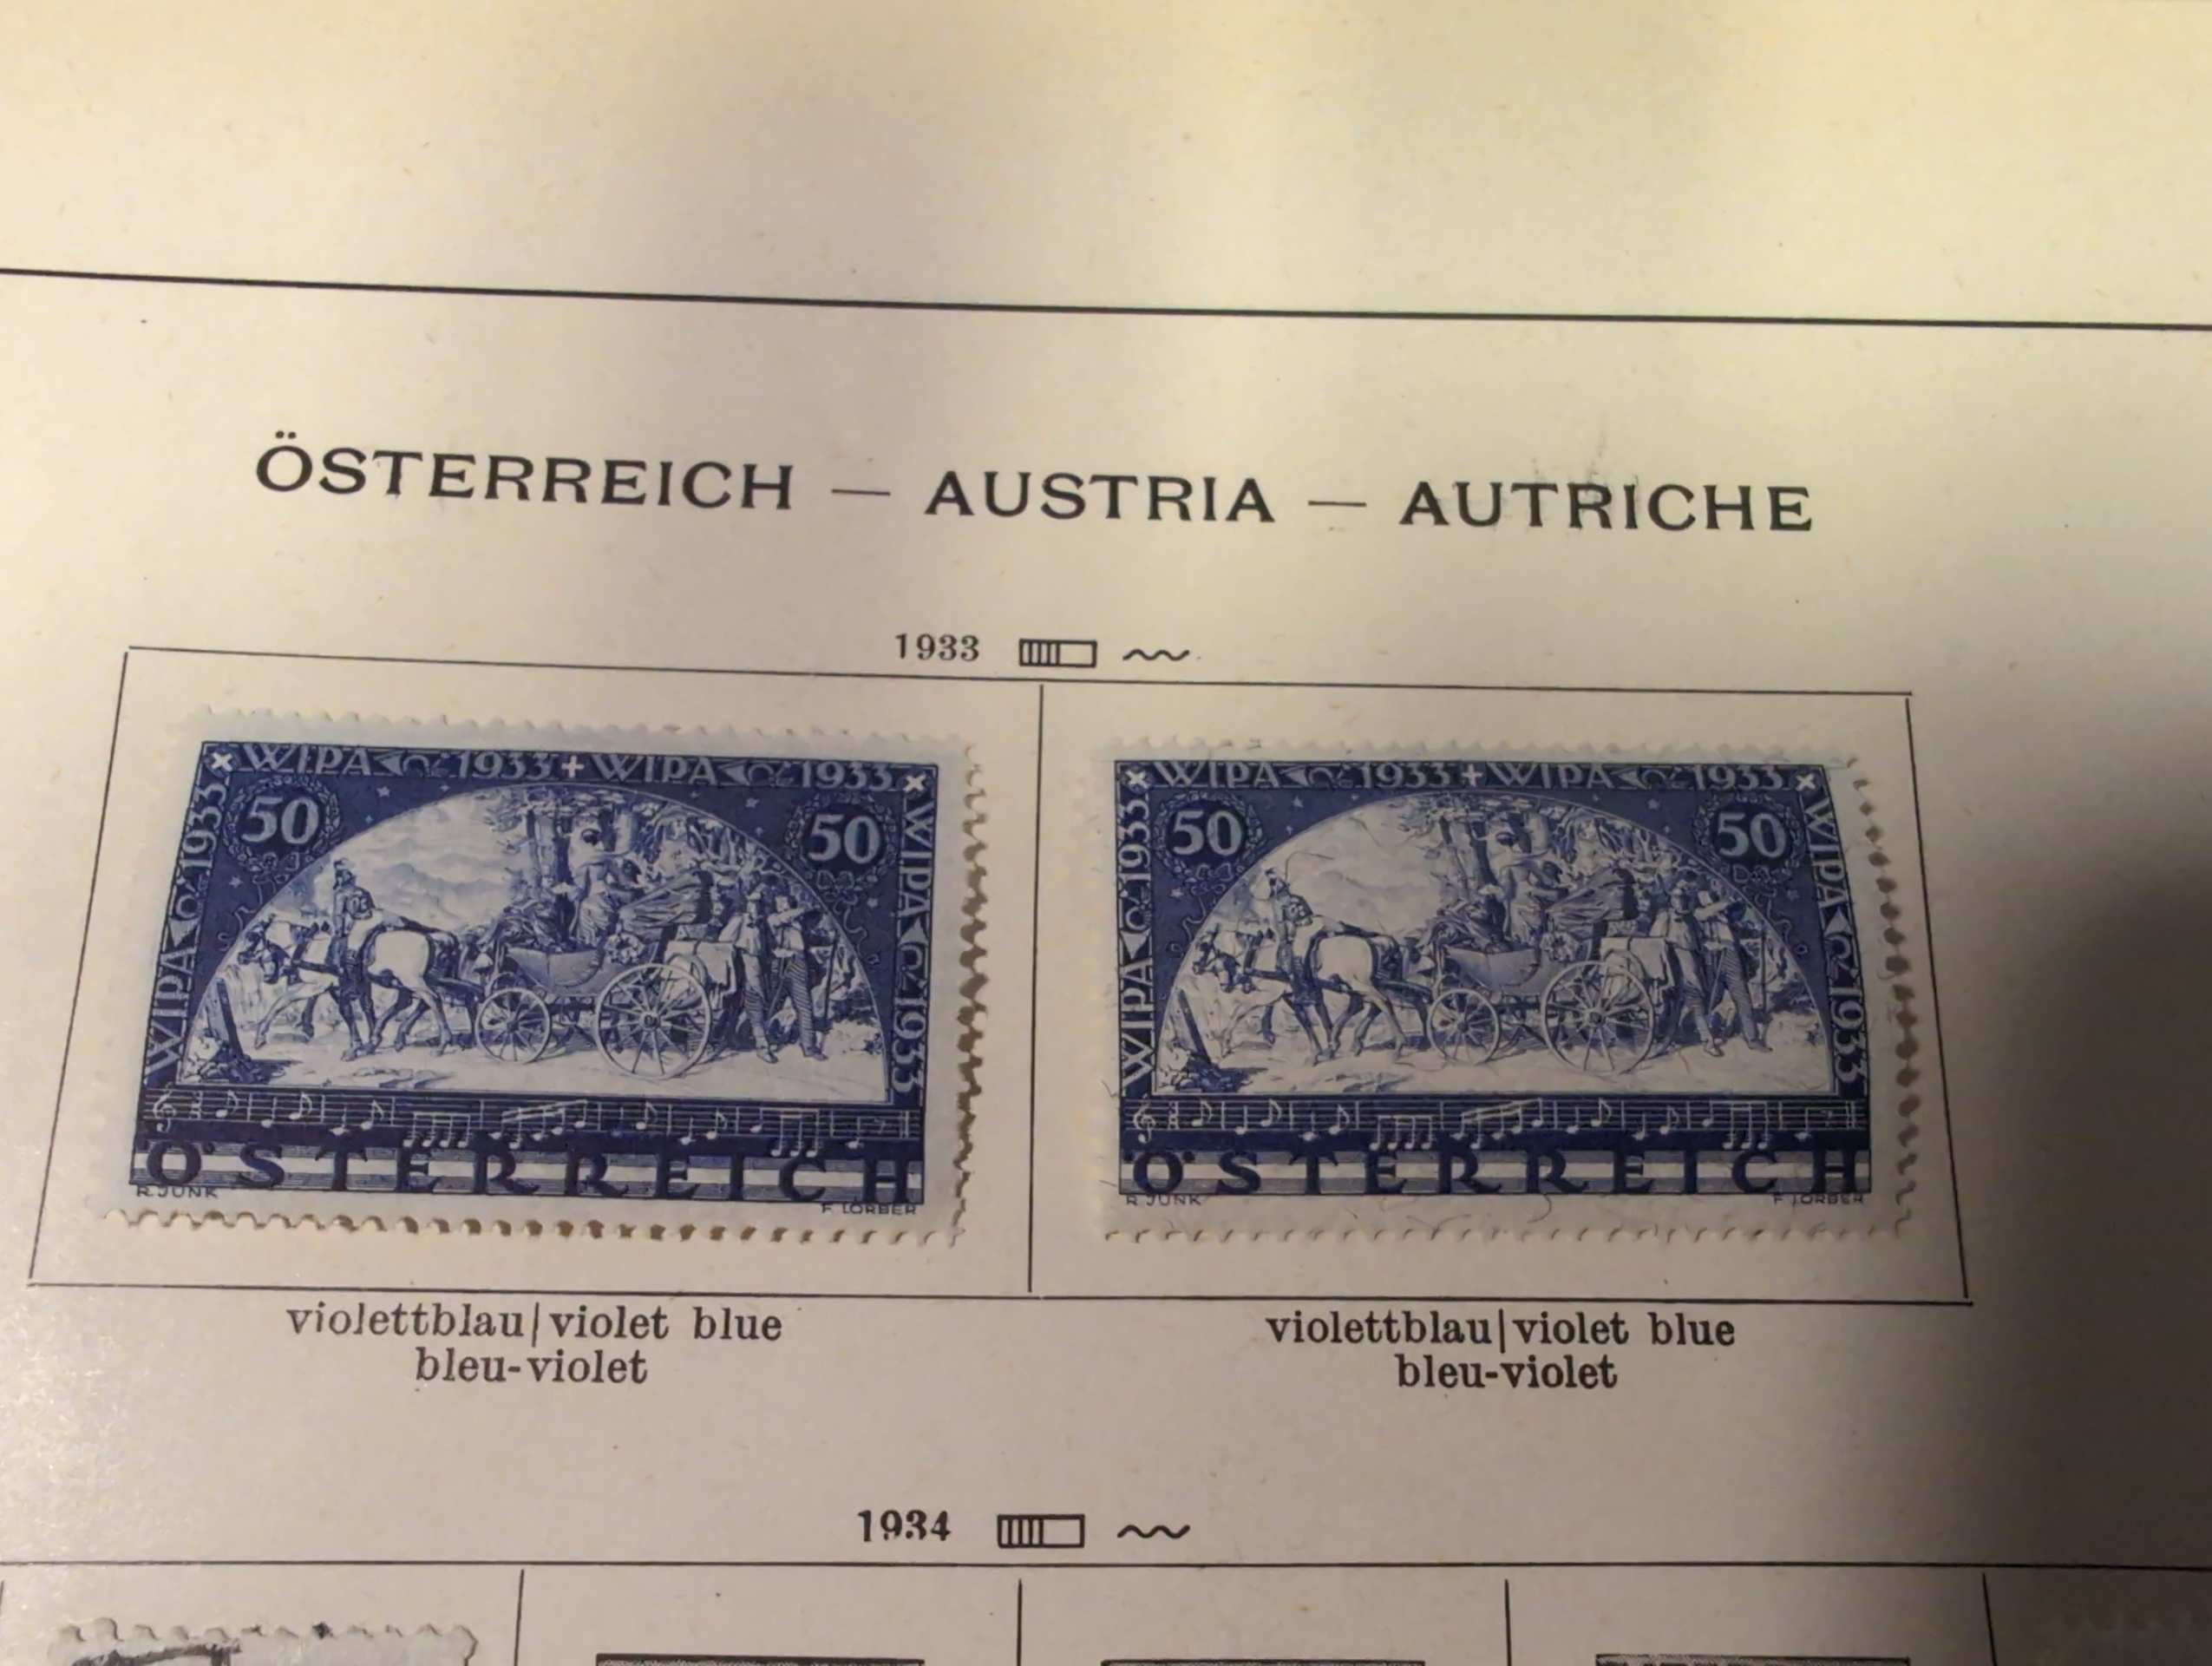 ÖSTERREICH — AUSTRIA — AUTRICHE
1933
WIPA 1933 + WIPA 1933
WIPA 1933
50
50
WIPA 1933
ÖSTERREICH
R. JUNK
F. LORBER
WIPA 1933 + WIPA 1933
WIPA 1933
50
50
WIPA 1933
ÖSTERREICH
R. JUNK
F. LORBER
violettblau|violet blue
bleu-violet
violettblau|violet blue
bleu-violet
1934